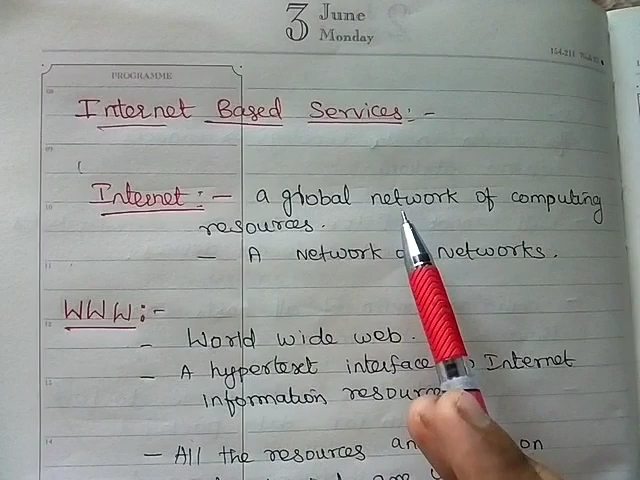 3 June
Monday
PROGRAMME
Internet Based Services:-
Internet:- a global network of computing
resources.
- A Network networks.
WWW:-
- World wide web.
- A hypertext interface Internet
information
- All the resources